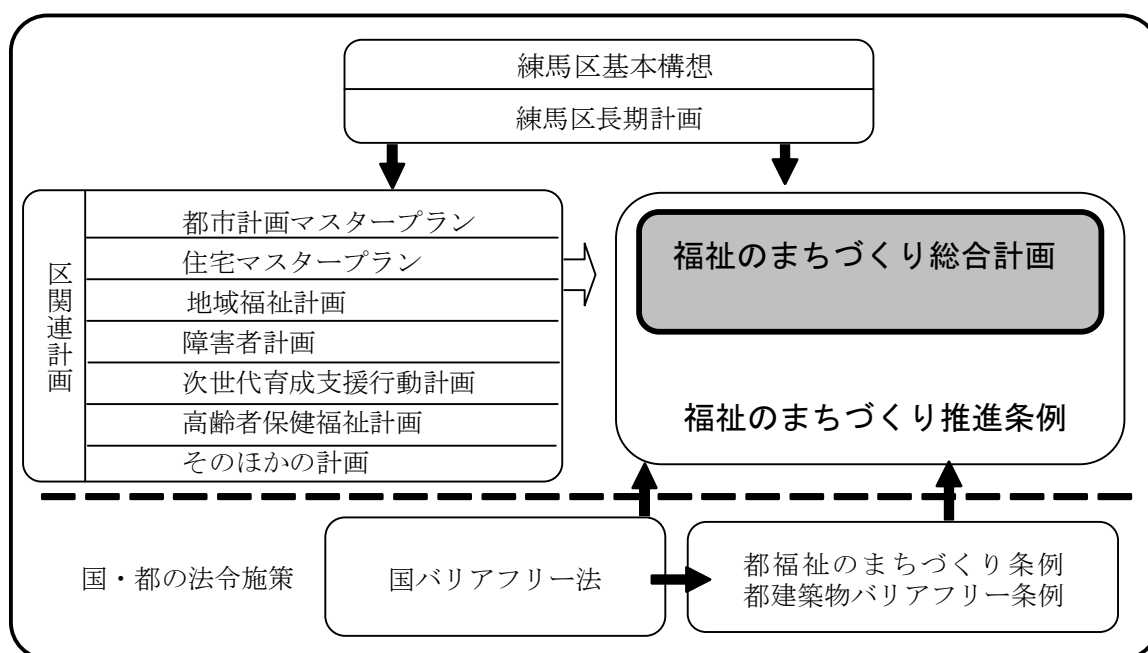 練馬区基本構想
練馬区長期計画
区関連計画
都市計画マスタープラン
住宅マスタープラン
地域福祉計画
障害者計画
次世代育成支援行動計画
高齢者保健福祉計画
そのほかの計画
福祉のまちづくり総合計画
福祉のまちづくり推進条例
国・都の法令施策
国バリアフリー法
都福祉のまちづくり条例
都建築物バリアフリー条例